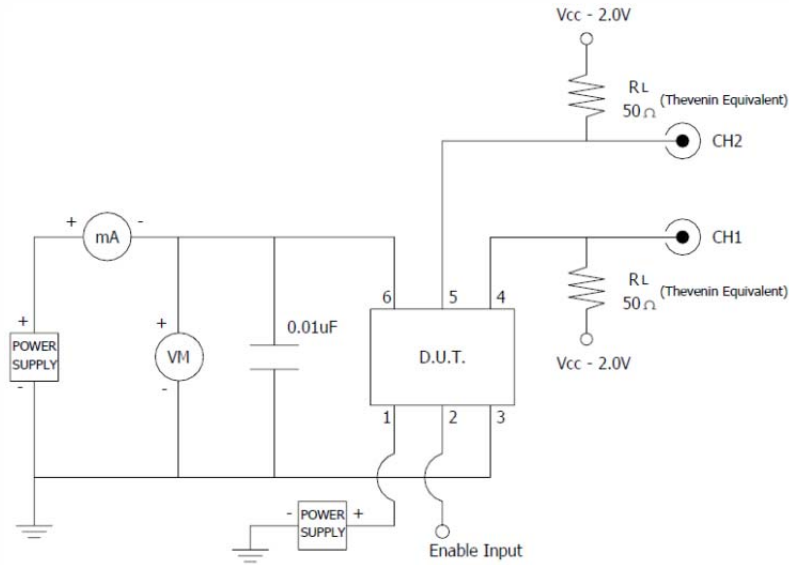 Vcc - 2.0V
RL (Thevenin Equivalent)
50Ω
CH2
+ mA -
CH1
RL (Thevenin Equivalent)
50Ω
6 5 4
+
POWER
SUPPLY
-
+
VM
-
0.01uF
D.U.T.
Vcc - 2.0V
1 2 3
- POWER +
SUPPLY
Enable Input